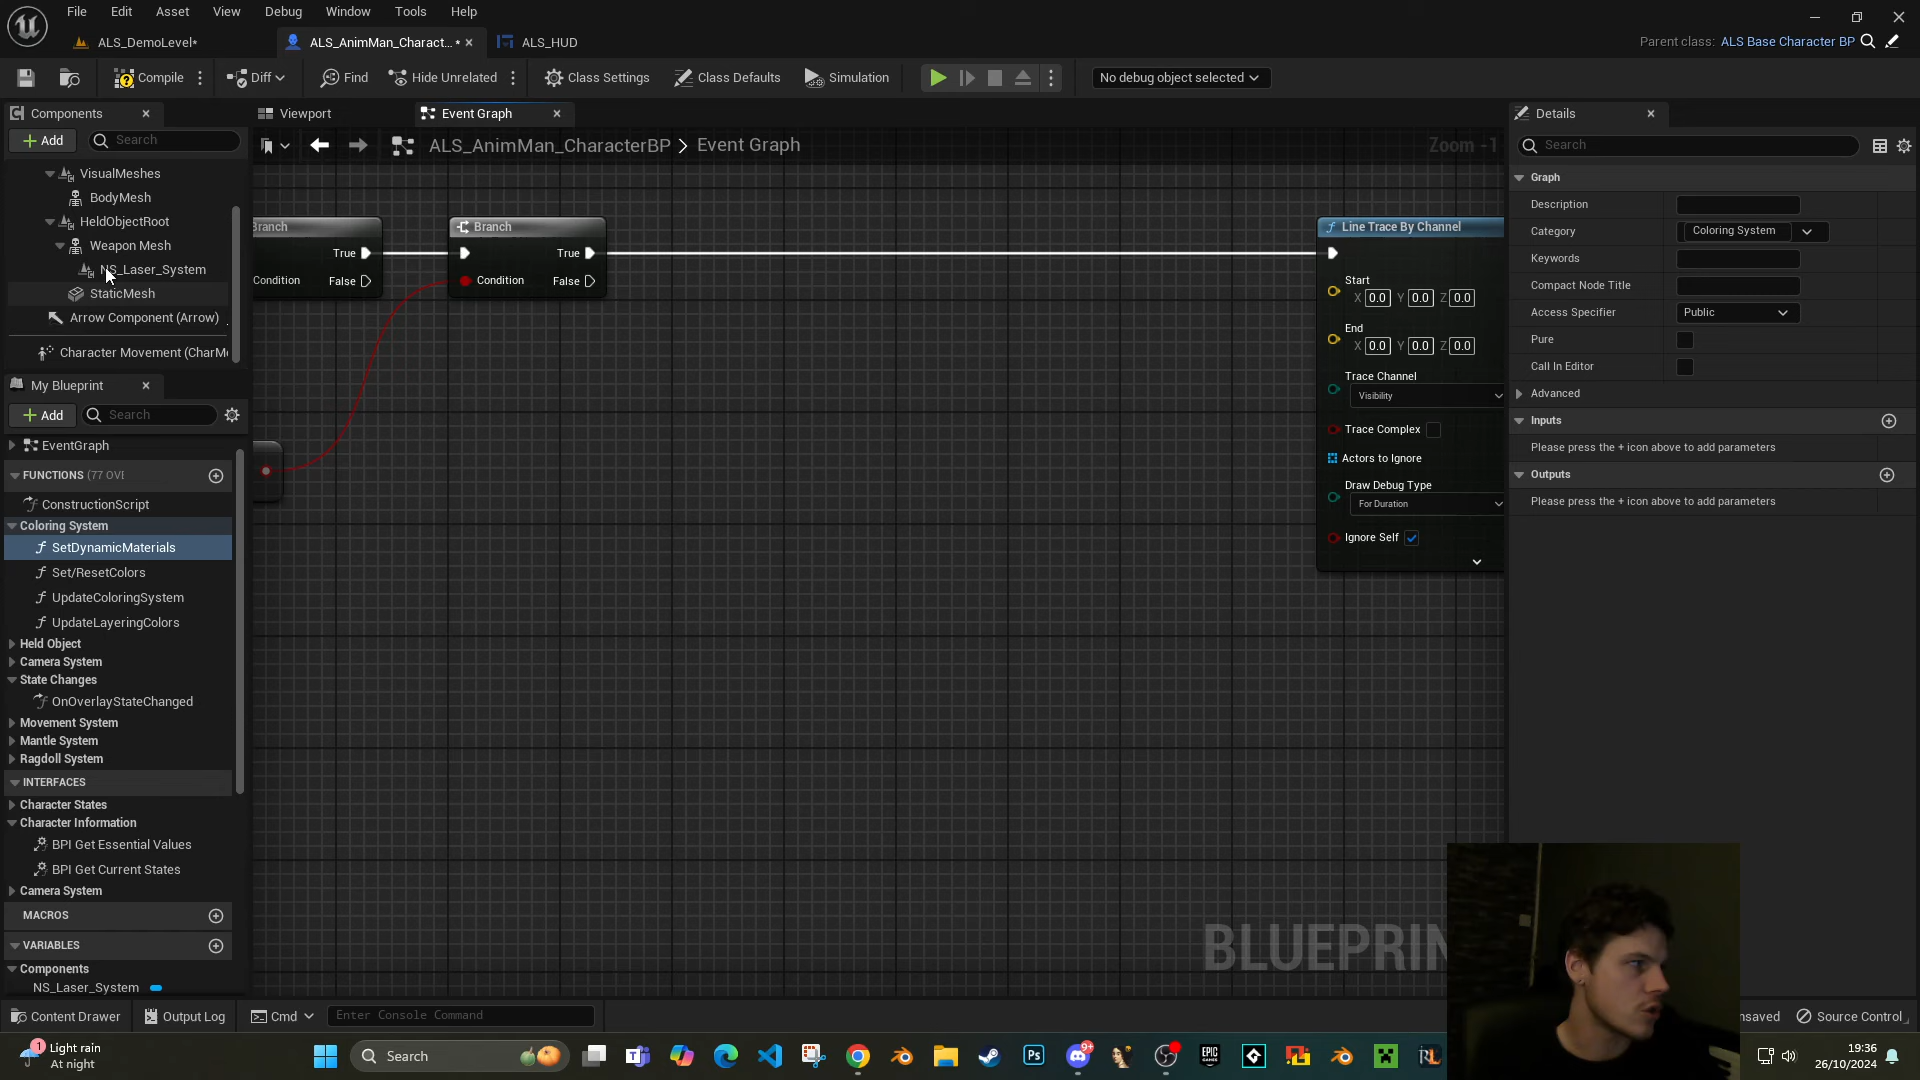 File Edit Asset View Debug Window Tools Help
ALS_DemoLevel* ALS_AnimMan_Charact... * ALS_HUD
Parent class: ALS Base Character BP
Compile Diff Find Hide Unrelated Class Settings Class Defaults Simulation No debug object selected
Components
Add Search
VisualMeshes
BodyMesh
HeldObjectRoot
Weapon Mesh
NS_Laser_System
StaticMesh
Arrow Component (Arrow)
Character Movement (CharM
My Blueprint
Add Search
EventGraph
FUNCTIONS (77 OVE
ConstructionScript
Coloring System
SetDynamicMaterials
Set/ResetColors
UpdateColoringSystem
UpdateLayeringColors
Held Object
Camera System
State Changes
OnOverlayStateChanged
Movement System
Mantle System
Ragdoll System
INTERFACES
Character States
Character Information
BPI Get Essential Values
BPI Get Current States
Camera System
MACROS
VARIABLES
Components
NS_Laser_System
Viewport Event Graph
ALS_AnimMan_CharacterBP > Event Graph
Zoom -1
Branch
True
Condition False
Branch
True
Condition False
Line Trace By Channel
Start
X 0.0 Y 0.0 Z 0.0
End
X 0.0 Y 0.0 Z 0.0
Trace Channel
Visibility
Trace Complex
Actors to Ignore
Draw Debug Type
For Duration
Ignore Self
BLUEPRIN
Details
Search
Graph
Description
Category Coloring System
Keywords
Compact Node Title
Access Specifier Public
Pure
Call In Editor
Advanced
Inputs
Please press the + icon above to add parameters
Outputs
Please press the + icon above to add parameters
Content Drawer Output Log Cmd Enter Console Command
nsaved Source Control
1 Light rain
At night
Search
9+
Ps
EPIC GAMES
RL
19:36
26/10/2024